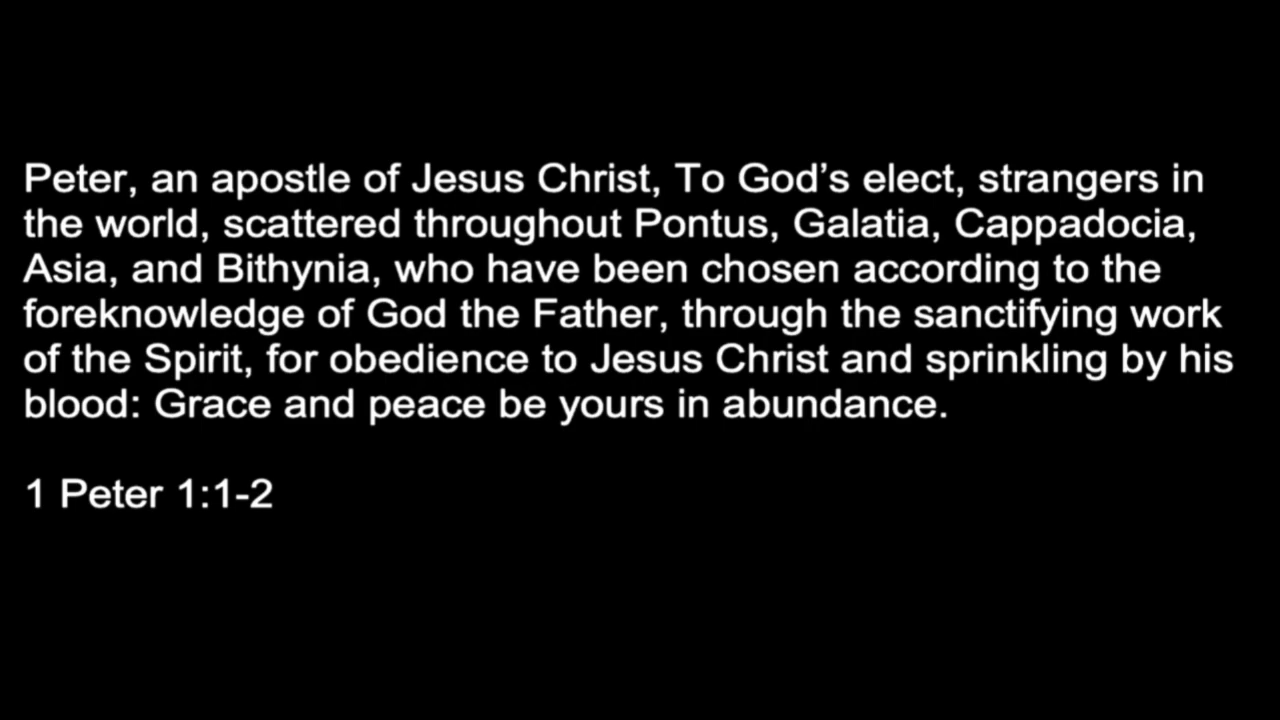 Peter, an apostle of Jesus Christ, To God’s elect, strangers in
the world, scattered throughout Pontus, Galatia, Cappadocia,
Asia, and Bithynia, who have been chosen according to the
foreknowledge of God the Father, through the sanctifying work
of the Spirit, for obedience to Jesus Christ and sprinkling by his
blood: Grace and peace be yours in abundance.
1 Peter 1:1-2